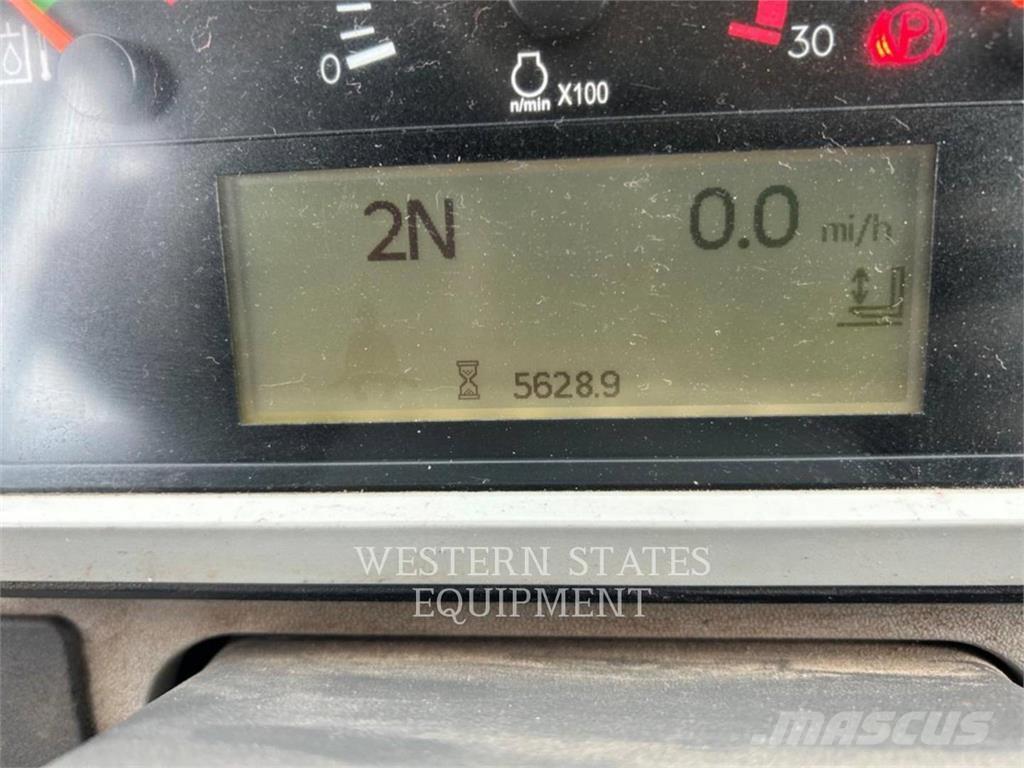 0
30
P
n/min X100
2N 0.0 mi/h
5628.9
WESTERN STATES
EQUIPMENT
MASCUS